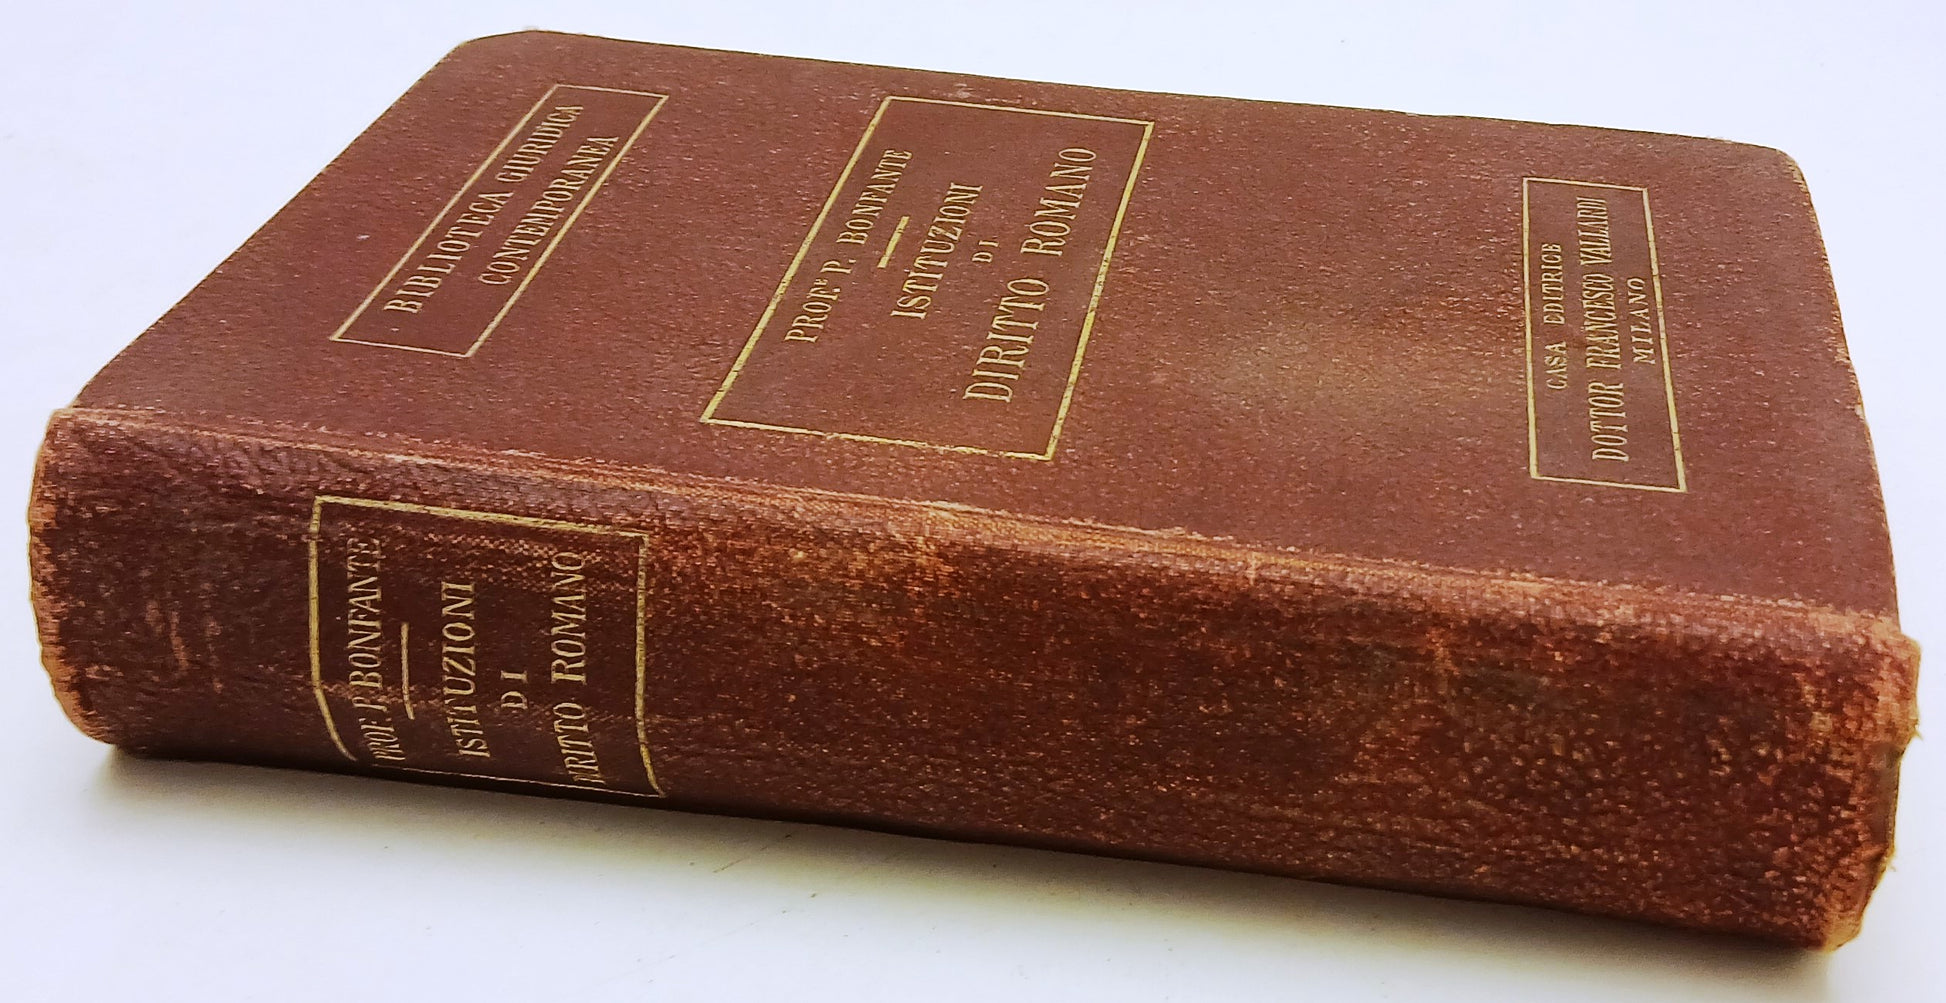 BIBLIOTECA GIURIDICA
CONTEMPORANEA
PROF.r P. BONFANTE
ISTITUZIONI
DI
DIRITTO ROMANO
CASA EDITRICE
DOTTOR FRANCESCO VALLARDI
MILANO
PROF. P. BONFANTE
ISTITUZIONI
DI
DIRITTO ROMANO